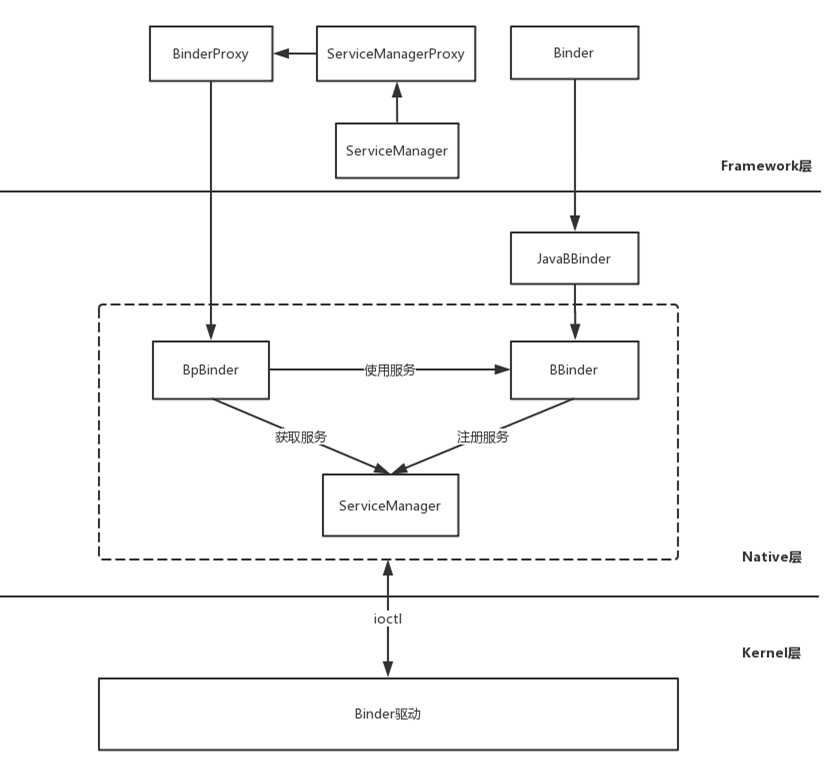 BinderProxy
ServiceManagerProxy
Binder
ServiceManager
Framework层
JavaBBinder
BpBinder
使用服务
BBinder
获取服务
注册服务
ServiceManager
Native层
ioctl
Kernel层
Binder驱动